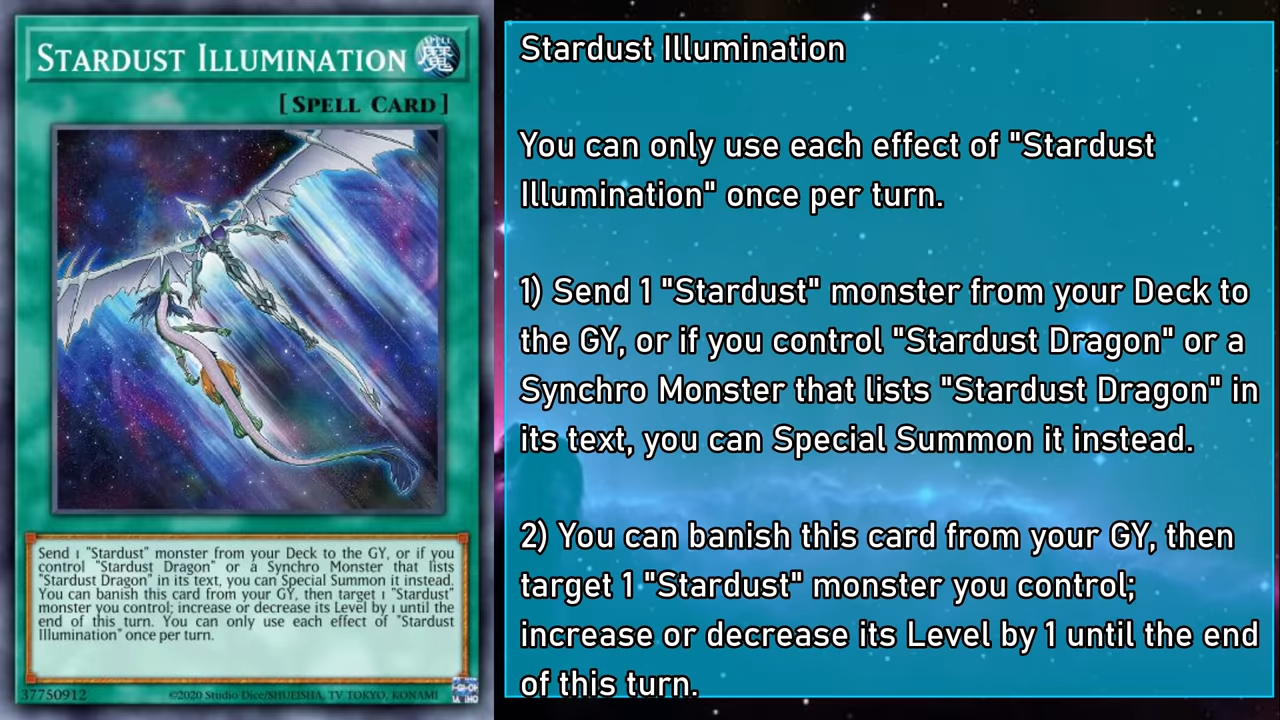 STARDUST ILLUMINATION
SPELL
魔
[SPELL CARD]
Send 1 "Stardust" monster from your Deck to the GY, or if you
control "Stardust Dragon" or a Synchro Monster that lists
"Stardust Dragon" in its text, you can Special Summon it instead.
You can banish this card from your GY, then target 1 "Stardust"
monster you control; increase or decrease its Level by 1 until the
end of this turn. You can only use each effect of "Stardust
Illumination" once per turn.
37750912
©2020 Studio Dice/SHUEISHA, TV TOKYO, KONAMI
Stardust Illumination
You can only use each effect of "Stardust
Illumination" once per turn.
1) Send 1 "Stardust" monster from your Deck to
the GY, or if you control "Stardust Dragon" or a
Synchro Monster that lists "Stardust Dragon" in
its text, you can Special Summon it instead.
2) You can banish this card from your GY, then
target 1 "Stardust" monster you control;
increase or decrease its Level by 1 until the end
of this turn.